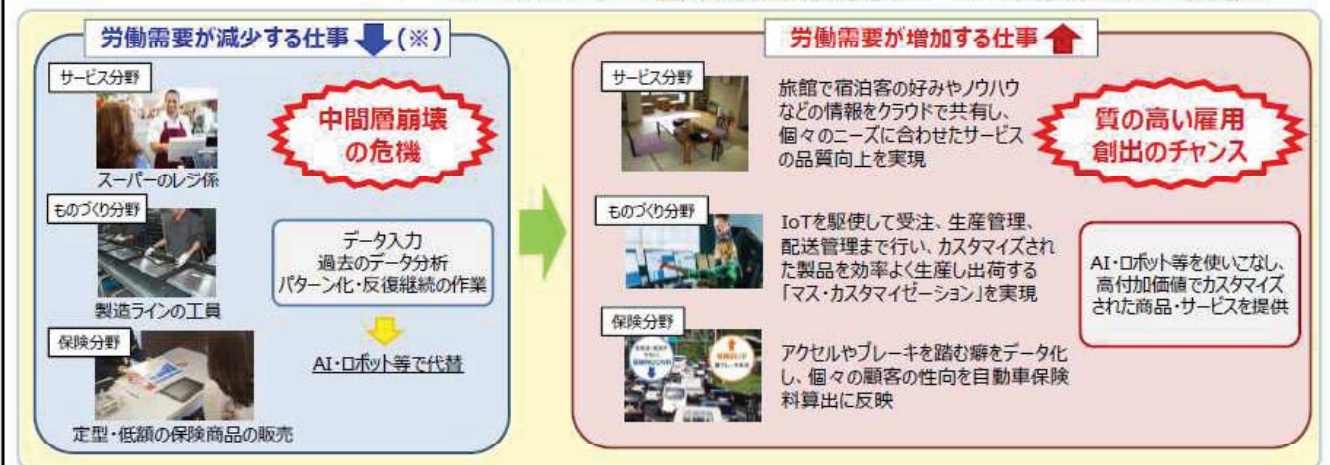 労働需要が減少する仕事 (※)
サービス分野
スーパーのレジ係
ものづくり分野
製造ラインの工員
保険分野
定型・低額の保険商品の販売
中間層崩壊
の危機
データ入力
過去のデータ分析
パターン化・反復継続の作業
AI・ロボット等で代替
労働需要が増加する仕事
サービス分野
旅館で宿泊客の好みやノウハウ
などの情報をクラウドで共有し、
個々のニーズに合わせたサービス
の品質向上を実現
ものづくり分野
IoTを駆使して受注、生産管理、
配送管理まで行い、カスタマイズされ
た製品を効率よく生産し出荷する
「マス・カスタマイゼーション」を実現
保険分野
アクセルやブレーキを踏む癖をデータ化
し、個々の顧客の性向を自動車保険
料算出に反映
質の高い雇用
創出のチャンス
AI・ロボット等を使いこなし、
高付加価値でカスタマイズ
された商品・サービスを提供